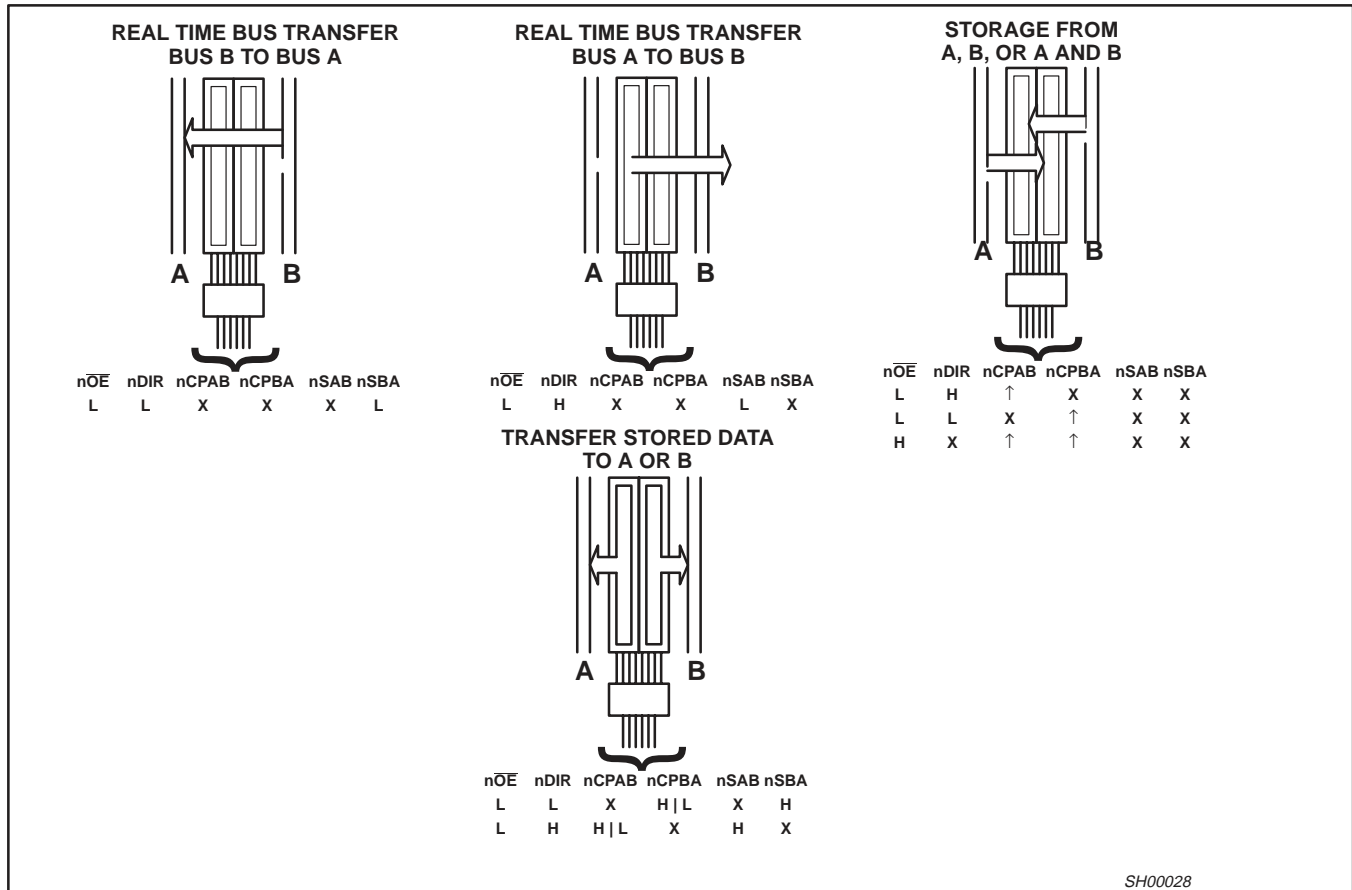 REAL TIME BUS TRANSFER
BUS B TO BUS A
A B
nOE nDIR nCPAB nCPBA nSAB nSBA
L L X X X L
REAL TIME BUS TRANSFER
BUS A TO BUS B
A B
nOE nDIR nCPAB nCPBA nSAB nSBA
L H X X L X
STORAGE FROM
A, B, OR A AND B
A B
nOE nDIR nCPAB nCPBA nSAB nSBA
L H ↑ X X X
L L X ↑ X X
H X ↑ ↑ X X
TRANSFER STORED DATA
TO A OR B
A B
nOE nDIR nCPAB nCPBA nSAB nSBA
L L X H | L X H
L H H | L X H X
SH00028